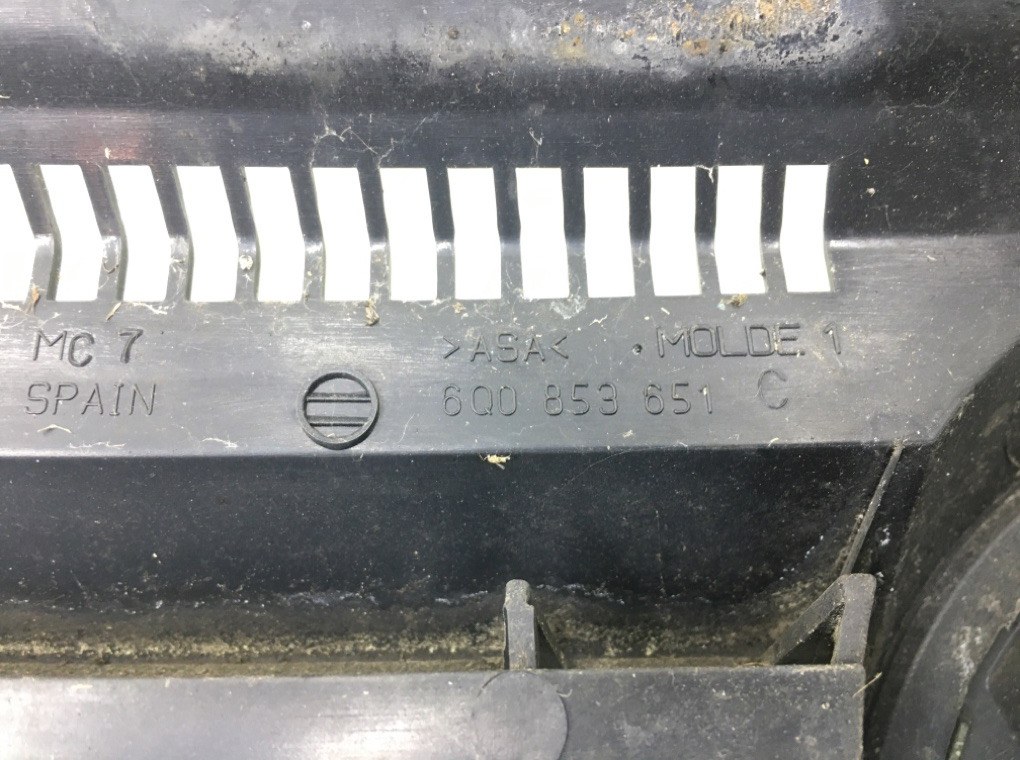 MC 7 >ASA< . MOLDE 1
SPAIN 6Q0 853 651 C